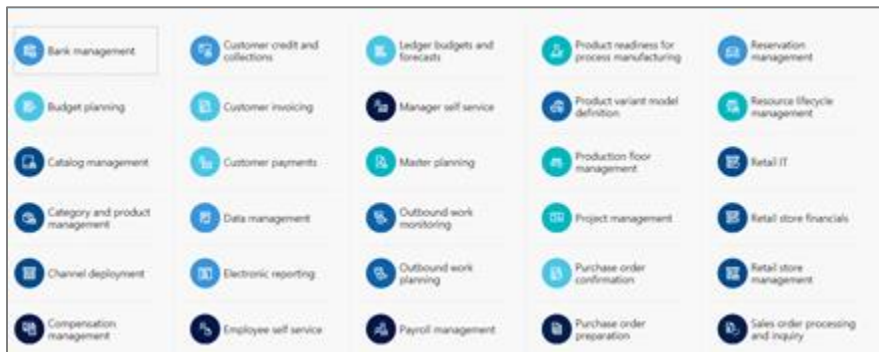 Bank management
Customer credit and
collections
Ledger budgets and
forecasts
Product readiness for
process manufacturing
Reservation
management
Budget planning
Customer invoicing
Manager self service
Product variant model
definition
Resource lifecycle
management
Catalog management
Customer payments
Master planning
Production floor
management
Retail IT
Category and product
management
Data management
Outbound work
monitoring
Project management
Retail store financials
Channel deployment
Electronic reporting
Outbound work
planning
Purchase order
confirmation
Retail store
management
Compensation
management
Employee self service
Payroll management
Purchase order
preparation
Sales order processing
and inquiry